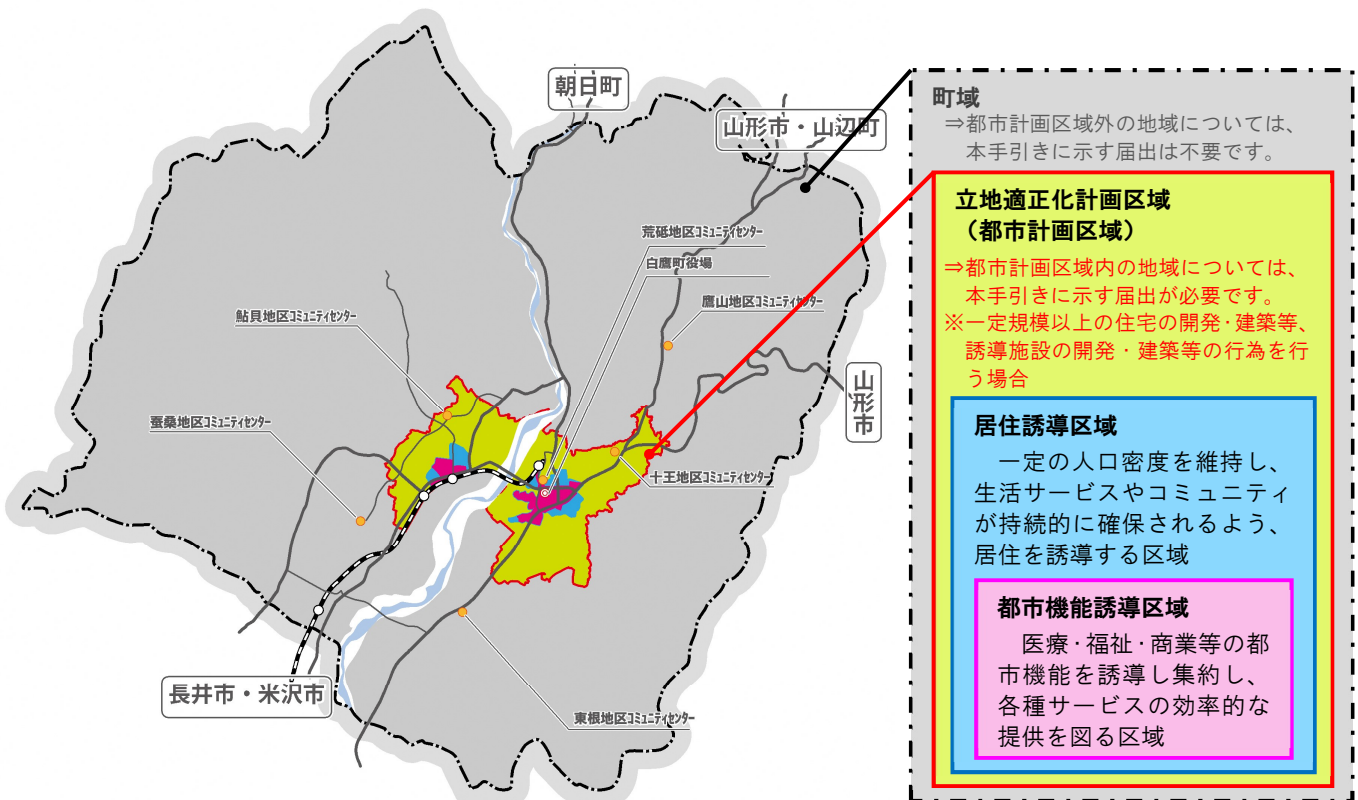 朝日町
山形市・山辺町
荒砥地区コミュニティセンター
白鷹町役場
鷹山地区コミュニティセンター
鮎貝地区コミュニティセンター
山形市
蚕桑地区コミュニティセンター
十王地区コミュニティセンター
長井市・米沢市
東根地区コミュニティセンター
町域
⇒都市計画区域外の地域については、
本手引きに示す届出は不要です。
立地適正化計画区域
（都市計画区域）
⇒都市計画区域内の地域については、
本手引きに示す届出が必要です。
※一定規模以上の住宅の開発・建築等、
誘導施設の開発・建築等の行為を行
う場合
居住誘導区域
一定の人口密度を維持し、
生活サービスやコミュニティ
が持続的に確保されるよう、
居住を誘導する区域
都市機能誘導区域
医療・福祉・商業等の都
市機能を誘導し集約し、
各種サービスの効率的な
提供を図る区域